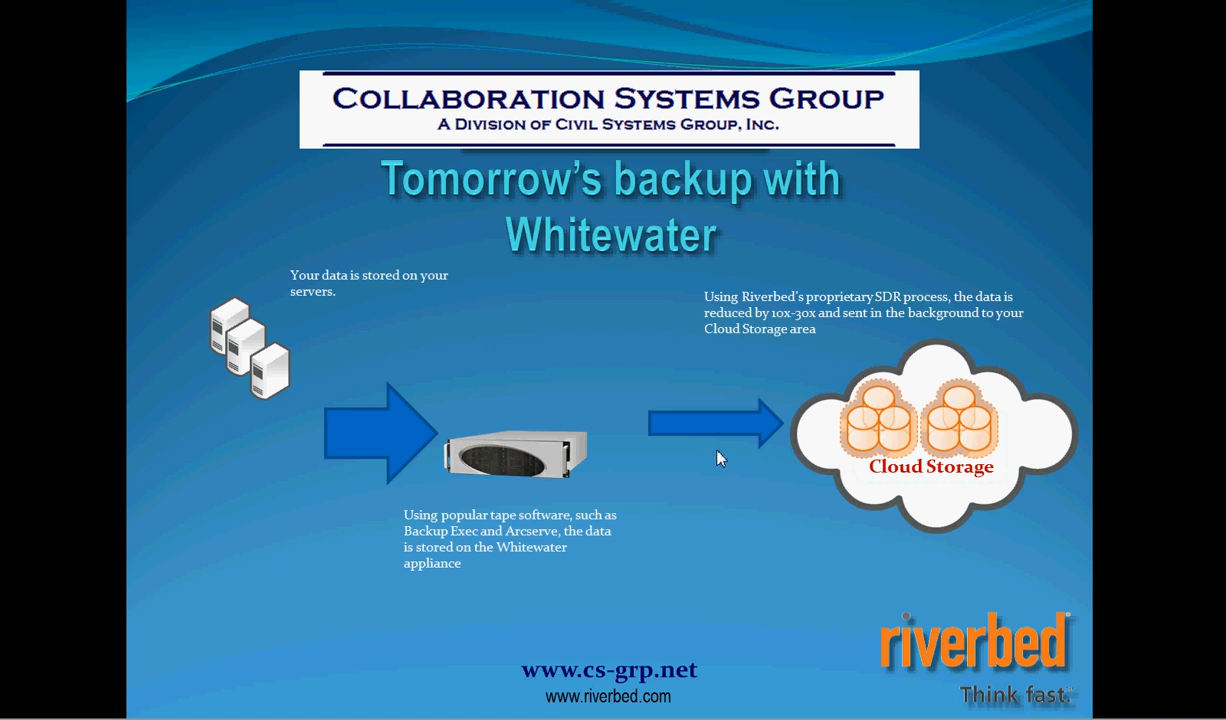 COLLABORATION SYSTEMS GROUP
A DIVISION OF CIVIL SYSTEMS GROUP, INC.
Tomorrow's backup with
Whitewater
Your data is stored on your
servers.
Using Riverbed's proprietary SDR process, the data is
reduced by 10x-30x and sent in the background to your
Cloud Storage area
Cloud Storage
Using popular tape software, such as
Backup Exec and Arcserve, the data
is stored on the Whitewater
appliance
riverbed
Think fast.
www.cs-grp.net
www.riverbed.com